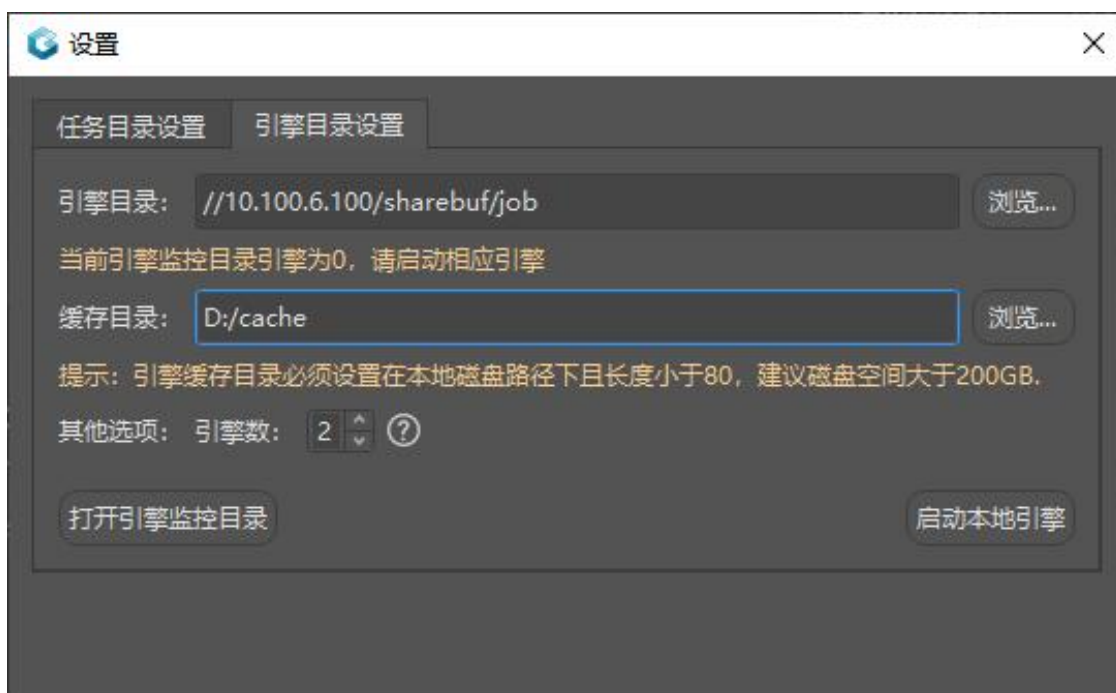 设置
任务目录设置 引擎目录设置
引擎目录： //10.100.6.100/sharebuf/job 浏览...
当前引擎监控目录引擎为0，请启动相应引擎
缓存目录： D:/cache 浏览...
提示：引擎缓存目录必须设置在本地磁盘路径下且长度小于80，建议磁盘空间大于200GB.
其他选项： 引擎数： 2 ?
打开引擎监控目录 启动本地引擎